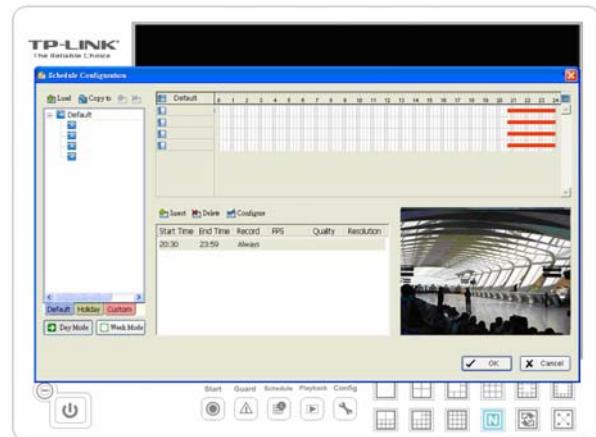 TP-LINK
The Reliable Choice
Schedule Configuration
Load Copy to
Default
Default
0 1 2 3 4 5 6 7 8 9 10 11 12 13 14 15 16 17 18 19 20 21 22 23 24
Insert Delete Configure
Start Time End Time Record FPS Quality Resolution
20:30 23:59 Always
Default Holiday Custom
Day Mode Week Mode
OK Cancel
Start Guard Schedule Playback Config
N